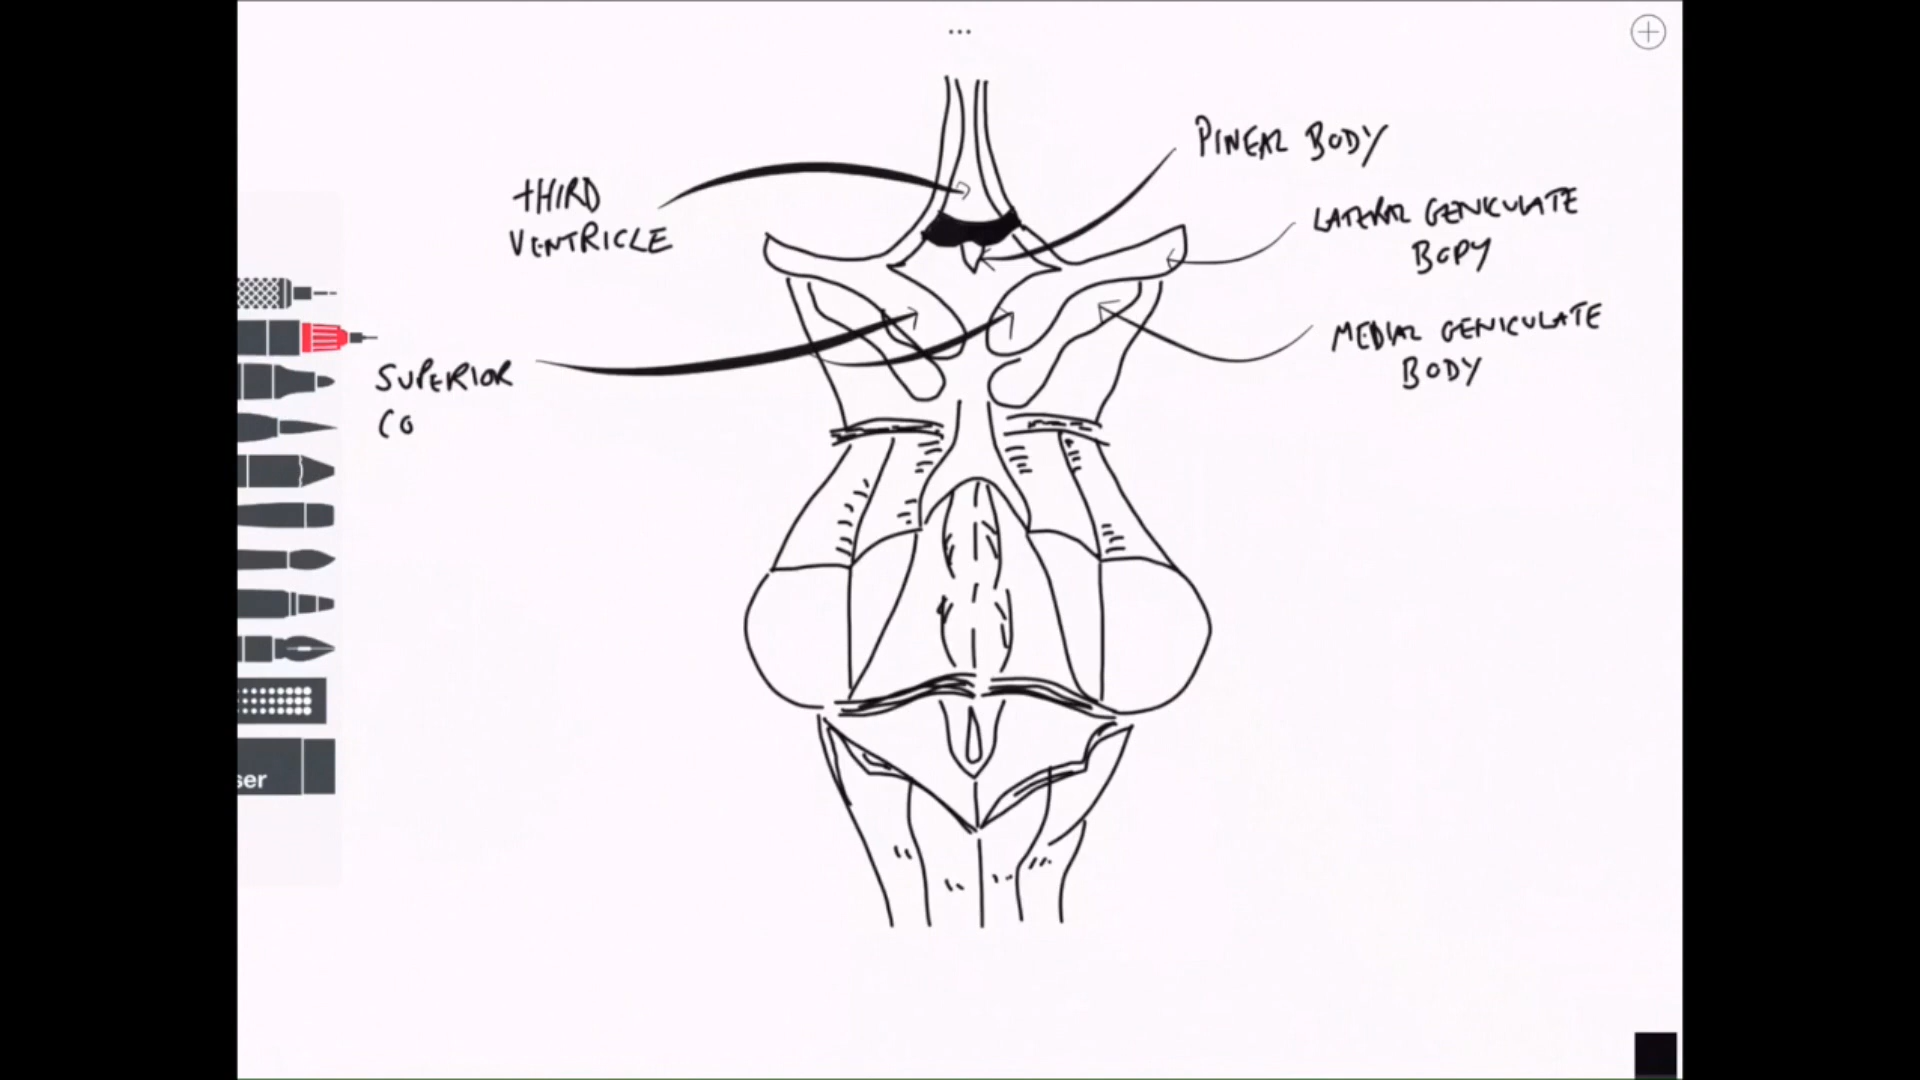 PINEAL BODY
THIRD
VENTRICLE
LATERAL GENICULATE
BODY
MEDIAL GENICULATE
BODY
SUPERIOR
CO
ser